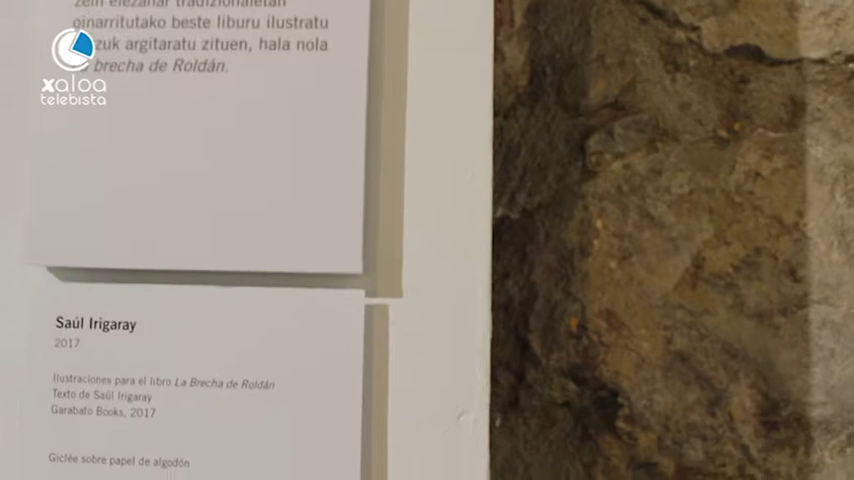 zein elezahar tradizionaletan
oinarritutako beste liburu ilustratu
zuk argitaratu zituen, hala nola
brecha de Roldán.
xaloa
telebista
Saúl Irigaray
2017
Ilustraciones para el libro La Brecha de Roldán
Texto de Saúl Irigaray
Garabato Books, 2017
Giclée sobre papel de algodón